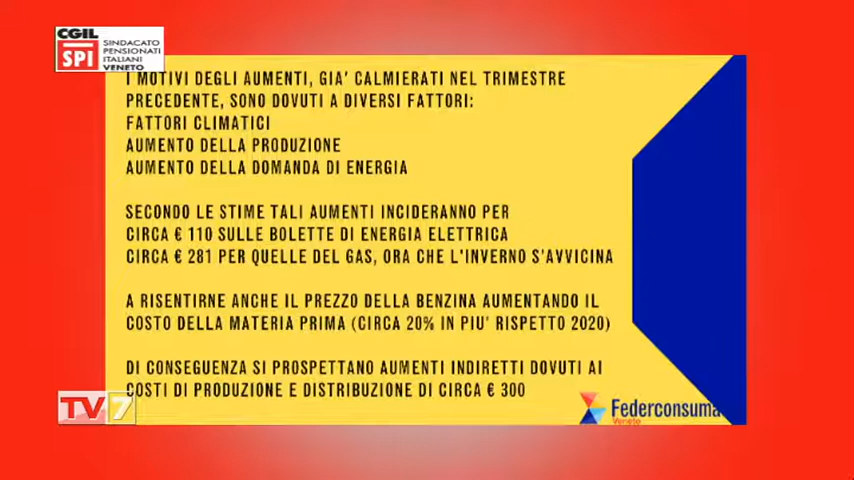 CGIL
SPI
SINDACATO
PENSIONATI
ITALIANI
VENETO
I MOTIVI DEGLI AUMENTI, GIA' CALMIERATI NEL TRIMESTRE
PRECEDENTE, SONO DOVUTI A DIVERSI FATTORI:
FATTORI CLIMATICI
AUMENTO DELLA PRODUZIONE
AUMENTO DELLA DOMANDA DI ENERGIA
SECONDO LE STIME TALI AUMENTI INCIDERANNO PER
CIRCA € 110 SULLE BOLETTE DI ENERGIA ELETTRICA
CIRCA € 281 PER QUELLE DEL GAS, ORA CHE L'INVERNO S'AVVICINA
A RISENTIRNE ANCHE IL PREZZO DELLA BENZINA AUMENTANDO IL
COSTO DELLA MATERIA PRIMA (CIRCA 20% IN PIU' RISPETTO 2020)
DI CONSEGUENZA SI PROSPETTANO AUMENTI INDIRETTI DOVUTI AI
COSTI DI PRODUZIONE E DISTRIBUZIONE DI CIRCA € 300
TV7
Federconsuma
Veneto